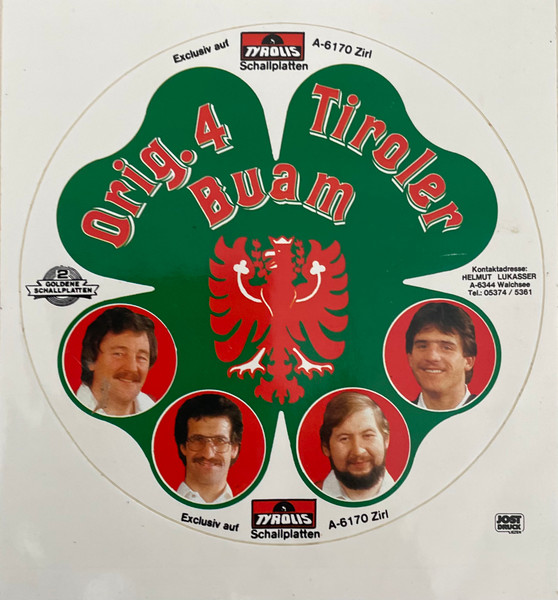 Exclusiv auf TYROLIS A-6170 Zirl
Schallplatten
Orig. 4 Tiroler
Buam
2
GOLDENE
SCHALLPLATTEN
Kontaktadresse:
HELMUT LUKASSER
A-6344 Walchsee
Tel.: 05374 / 5361
Exclusiv auf TYROLIS A-6170 Zirl
Schallplatten
JOST
DRUCK